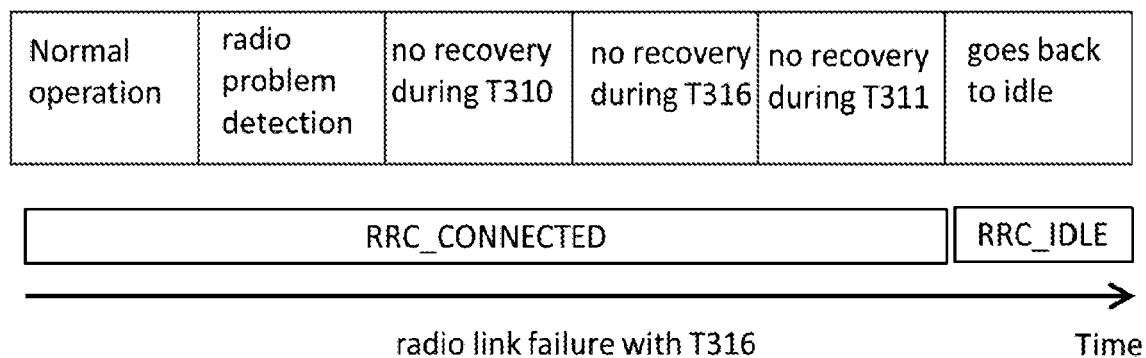 Normal
operation
radio
problem
detection
no recovery
during T310
no recovery
during T316
no recovery
during T311
goes back
to idle
RRC_CONNECTED
RRC_IDLE
radio link failure with T316
Time